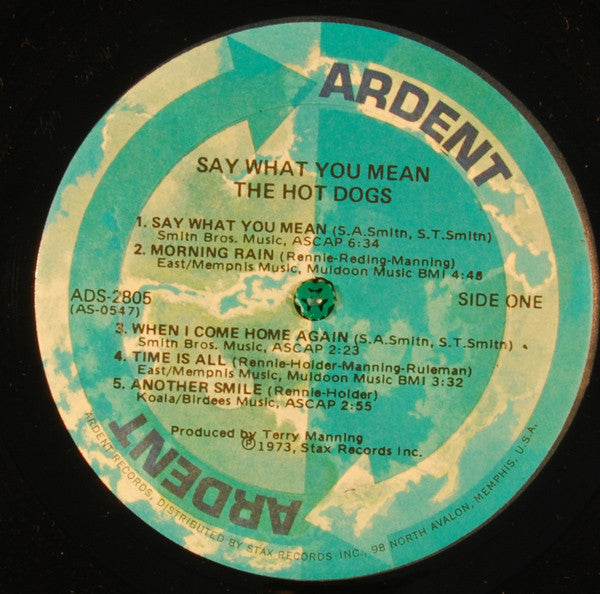 ARDENT
SAY WHAT YOU MEAN
THE HOT DOGS
1. SAY WHAT YOU MEAN (S.A.Smith, S.T.Smith)
Smith Bros. Music, ASCAP 6:34
2. MORNING RAIN (Rennie-Reding-Manning)
East/Memphis Music, Muldoon Music BMI 4:48
ADS-2805
(AS-0547)
SIDE ONE
3. WHEN I COME HOME AGAIN (S.A.Smith, S.T.Smith)
Smith Bros. Music, ASCAP 2:23
4. TIME IS ALL (Rennie-Holder-Manning-Ruleman)
East/Memphis Music, Muldoon Music BMI 3:32
5. ANOTHER SMILE (Rennie-Holder)
Koala/Birdees Music, ASCAP 2:55
Produced by Terry Manning
℗1973, Stax Records Inc.
ARDENT
ARDENT RECORDS, DISTRIBUTED BY STAX RECORDS INC., 98 NORTH AVALON, MEMPHIS, U.S.A.